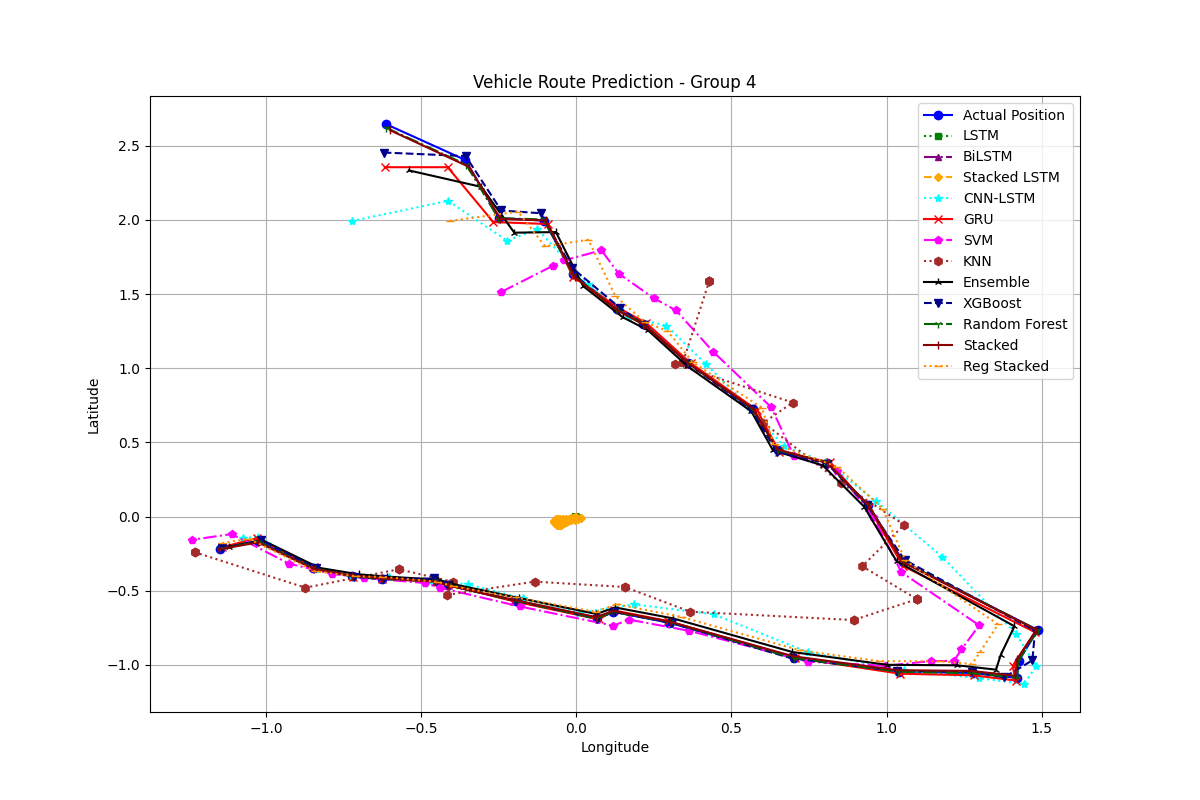 Vehicle Route Prediction - Group 4
Latitude
2.5
2.0
1.5
1.0
0.5
0.0
−0.5
−1.0
Actual Position
LSTM
BiLSTM
Stacked LSTM
CNN-LSTM
GRU
SVM
KNN
Ensemble
XGBoost
Random Forest
Stacked
Reg Stacked
−1.0
−0.5
0.0
0.5
1.0
1.5
Longitude